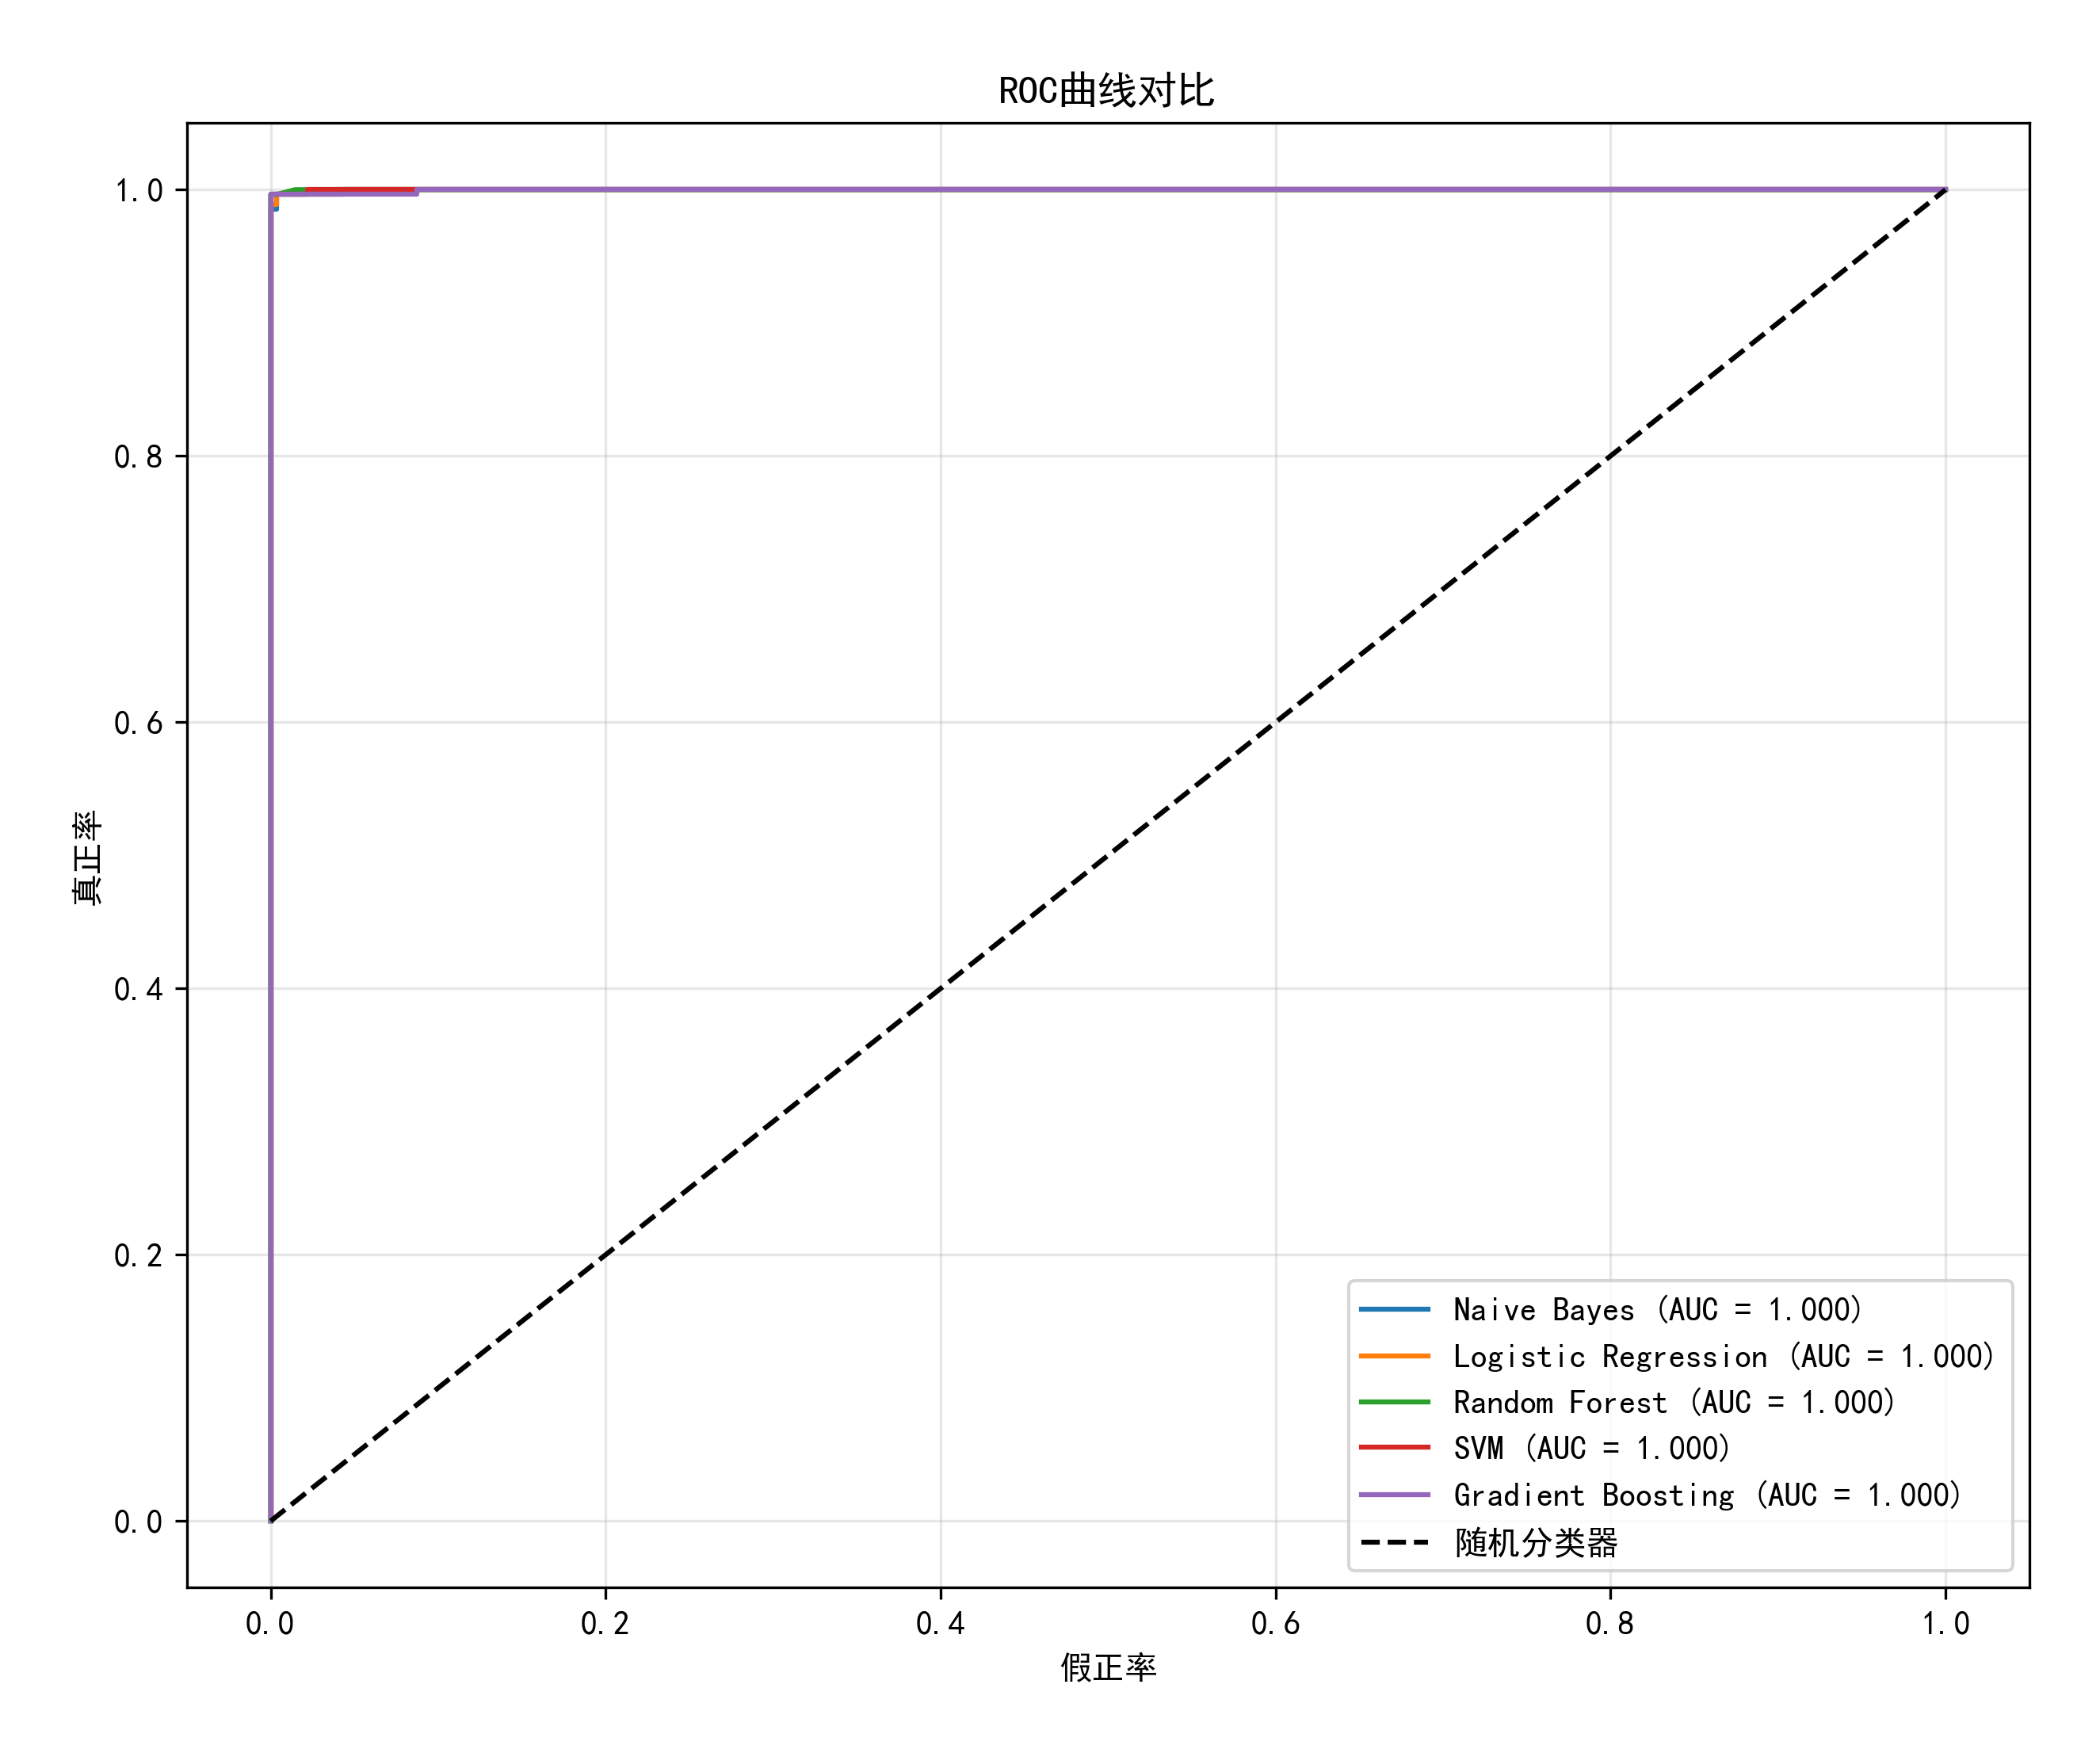 ROC曲线对比
1.0
0.8
0.6
0.4
0.2
0.0
真正率
0.0 0.2 0.4 0.6 0.8 1.0
假正率
Naive Bayes (AUC = 1.000)
Logistic Regression (AUC = 1.000)
Random Forest (AUC = 1.000)
SVM (AUC = 1.000)
Gradient Boosting (AUC = 1.000)
随机分类器